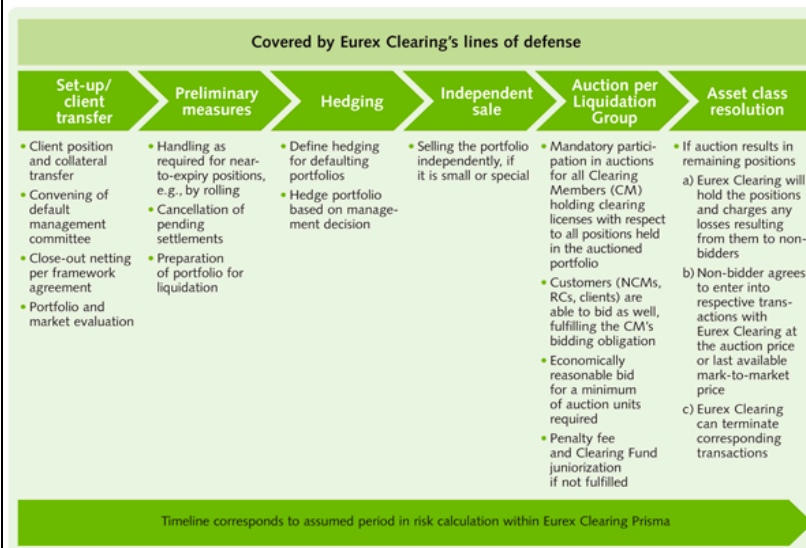 Covered by Eurex Clearing's lines of defense
Set-up/
client
transfer
Preliminary
measures
Hedging
Independent
sale
Auction per
Liquidation
Group
Asset class
resolution
• Client position
and collateral
transfer
• Convening of
default
management
committee
• Close-out netting
per framework
agreement
• Portfolio and
market evaluation
• Handling as
required for near-
to-expiry positions,
e.g., by rolling
• Cancellation of
pending
settlements
• Preparation
of portfolio for
liquidation
• Define hedging
for defaulting
portfolios
• Hedge portfolio
based on manage-
ment decision
• Selling the portfolio
independently, if
it is small or special
• Mandatory partici-
pation in auctions
for all Clearing
Members (CM)
holding clearing
licenses with respect
to all positions held
in the auctioned
portfolio
• Customers (NCMs,
RCs, clients) are
able to bid as well,
fulfilling the CM's
bidding obligation
• Economically
reasonable bid
for a minimum
of auction units
required
• Penalty fee
and Clearing Fund
juniorization
if not fulfilled
• If auction results in
remaining positions
a) Eurex Clearing will
hold the positions
and charges any
losses resulting
from them to non-
bidders
b) Non-bidder agrees
to enter into
respective trans-
actions with
Eurex Clearing at
the auction price
or last available
mark-to-market
price
c) Eurex Clearing
can terminate
corresponding
transactions
Timeline corresponds to assumed period in risk calculation within Eurex Clearing Prisma